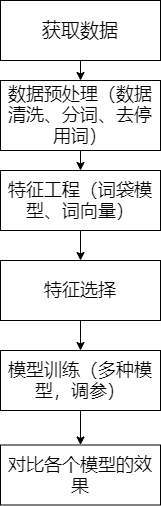 获取数据
数据预处理（数据
清洗、分词、去停
用词）
特征工程（词袋模
型、词向量）
特征选择
模型训练（多种模
型，调参）
对比各个模型的效
果